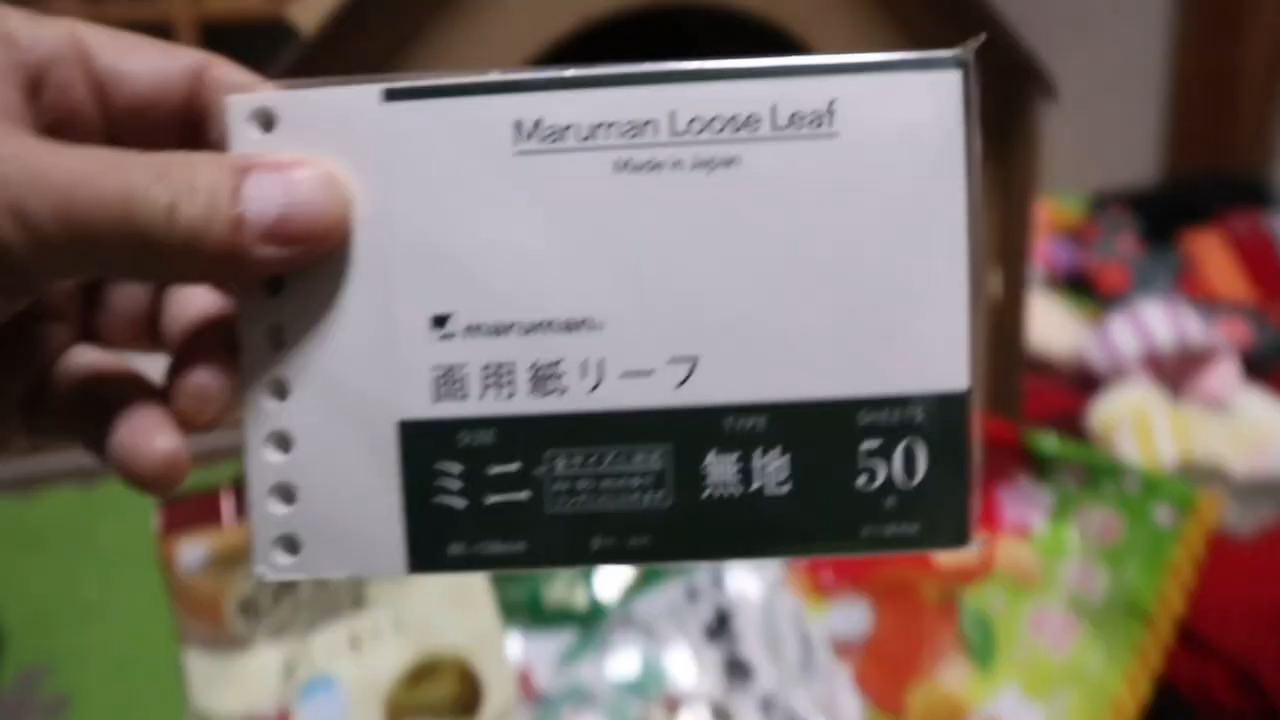 Maruman Loose Leaf
Made in Japan
maruman
画用紙リーフ
SIZE
TYPE
SHEETS
ミニ
無地
50